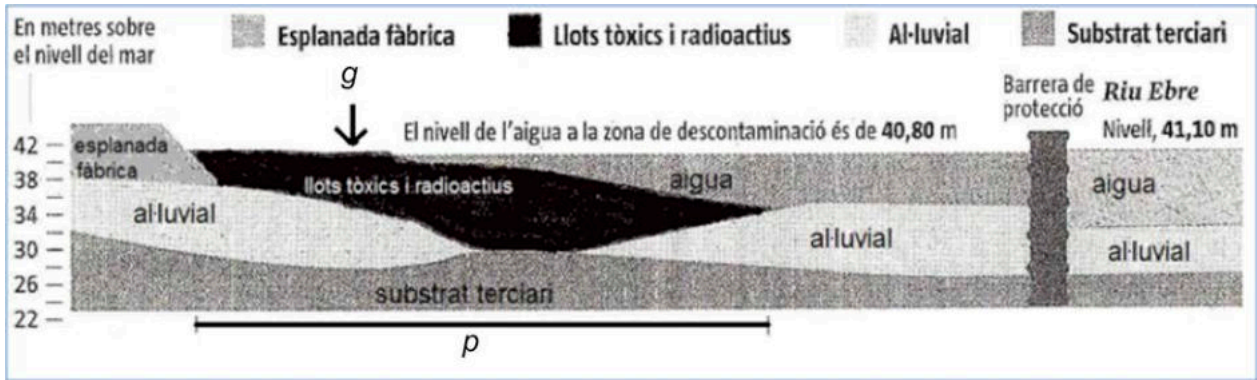 En metres sobre
el nivell del mar
Esplanada fàbrica
Llots tòxics i radioactius
Al·luvial
Substrat terciari
g
Barrera de
protecció
Riu Ebre
Nivell, 41,10 m
El nivell de l'aigua a la zona de descontaminació és de 40,80 m
42
38
34
30
26
22
esplanada
fàbrica
llots tòxics i radioactius
aigua
aigua
al·luvial
al·luvial
al·luvial
substrat terciari
p